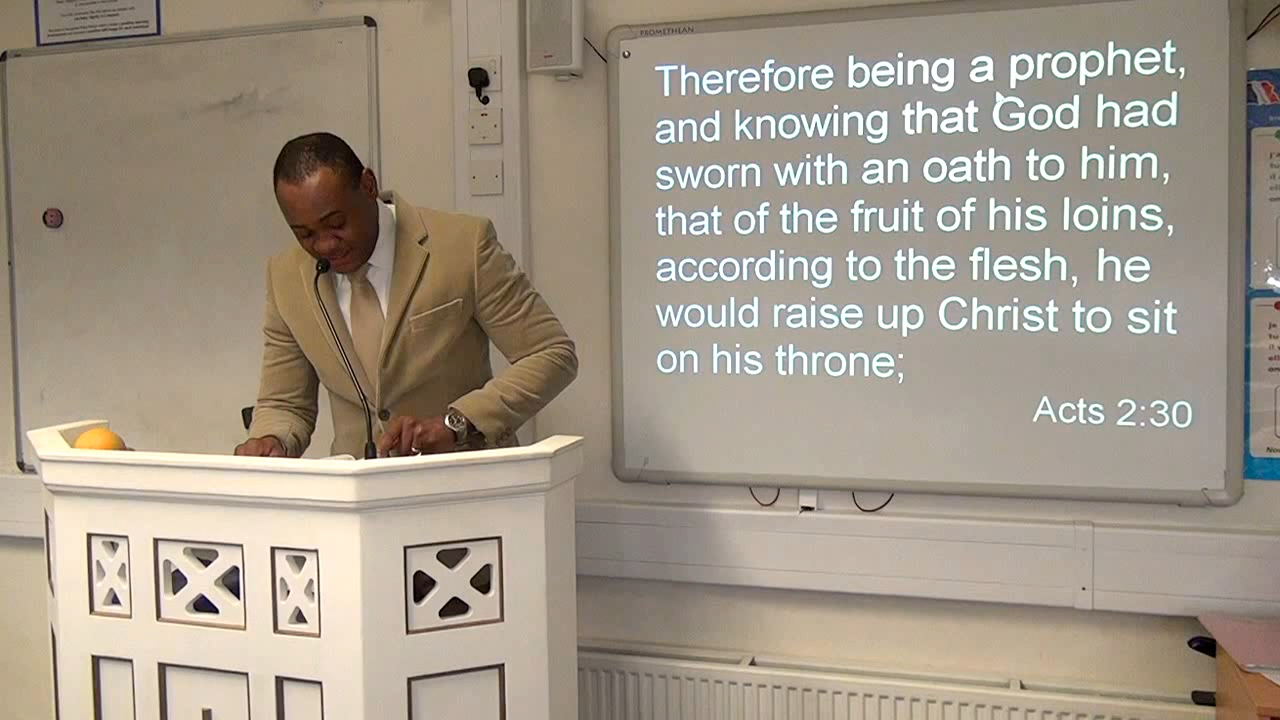 PROMETHEAN
Therefore being a prophet,
and knowing that God had
sworn with an oath to him,
that of the fruit of his loins,
according to the flesh, he
would raise up Christ to sit
on his throne;
Acts 2:30